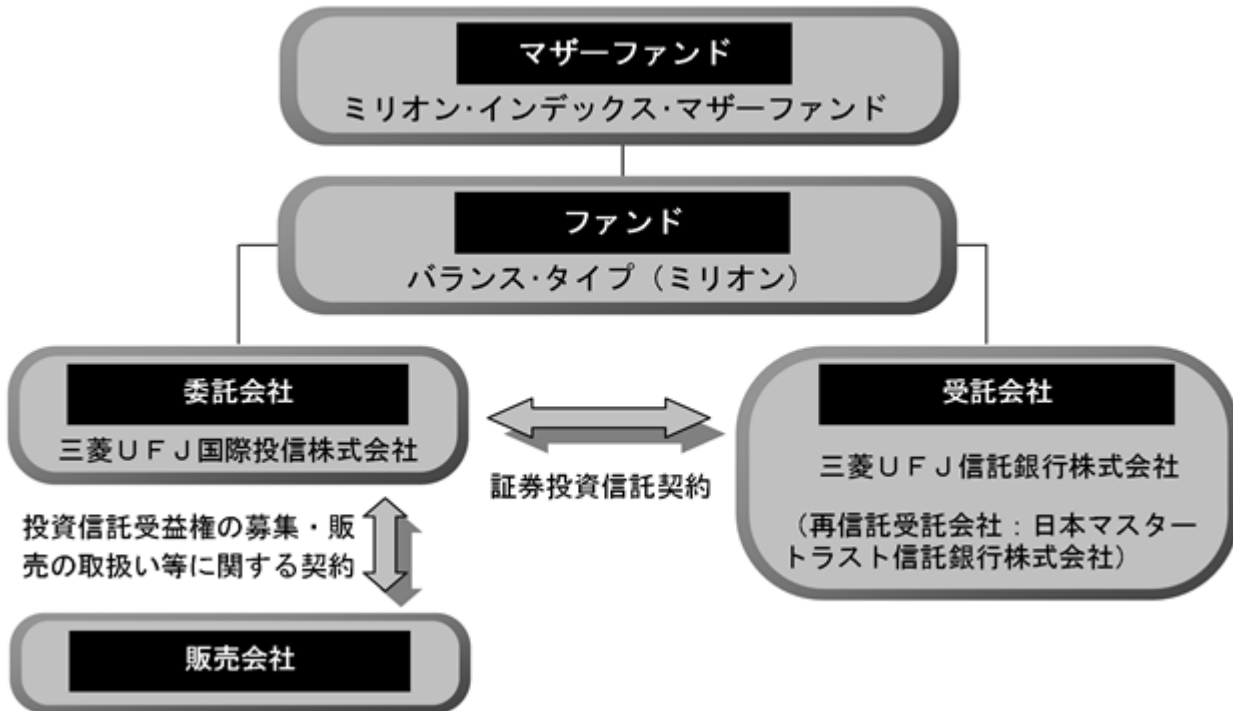 マザーファンド
ミリオン・インデックス・マザーファンド
ファンド
バランス・タイプ（ミリオン）
委託会社
三菱ＵＦＪ国際投信株式会社
証券投資信託契約
受託会社
三菱ＵＦＪ信託銀行株式会社
（再信託受託会社：日本マスター
トラスト信託銀行株式会社）
投資信託受益権の募集・販
売の取扱い等に関する契約
販売会社